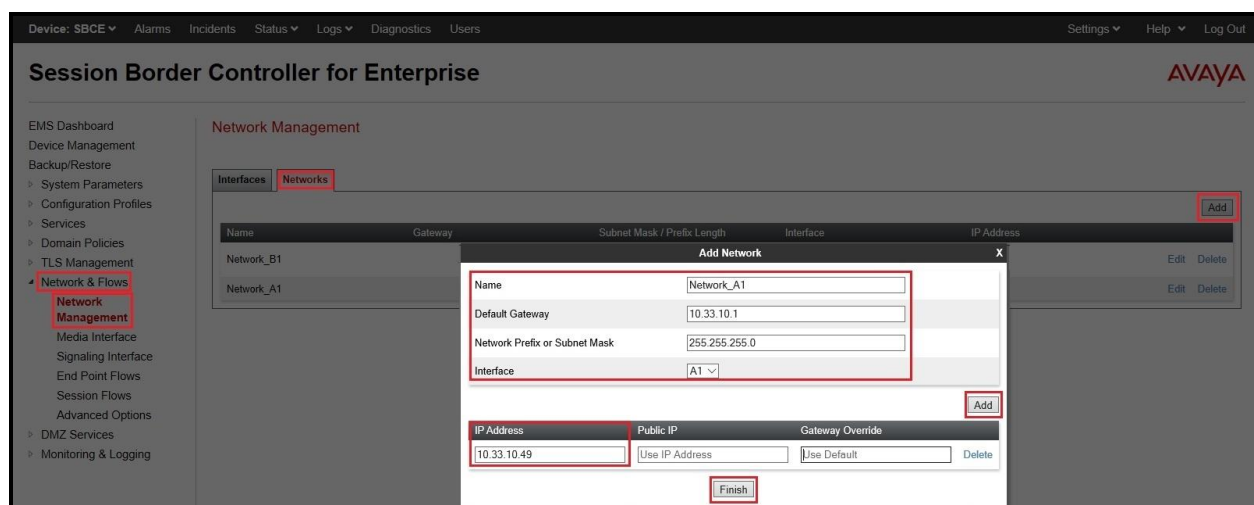 Device: SBCE Alarms Incidents Status Logs Diagnostics Users Settings Help Log Out
Session Border Controller for Enterprise AVAYA
EMS Dashboard
Device Management
Backup/Restore
System Parameters
Configuration Profiles
Services
Domain Policies
TLS Management
Network & Flows
Network
Management
Media Interface
Signaling Interface
End Point Flows
Session Flows
Advanced Options
DMZ Services
Monitoring & Logging
Network Management
Interfaces Networks
Add
Name Gateway Subnet Mask / Prefix Length Interface IP Address
Network_B1 Edit Delete
Network_A1 Edit Delete
Add Network X
Name Network_A1
Default Gateway 10.33.10.1
Network Prefix or Subnet Mask 255.255.255.0
Interface A1
Add
IP Address Public IP Gateway Override
10.33.10.49 Use IP Address Use Default Delete
Finish